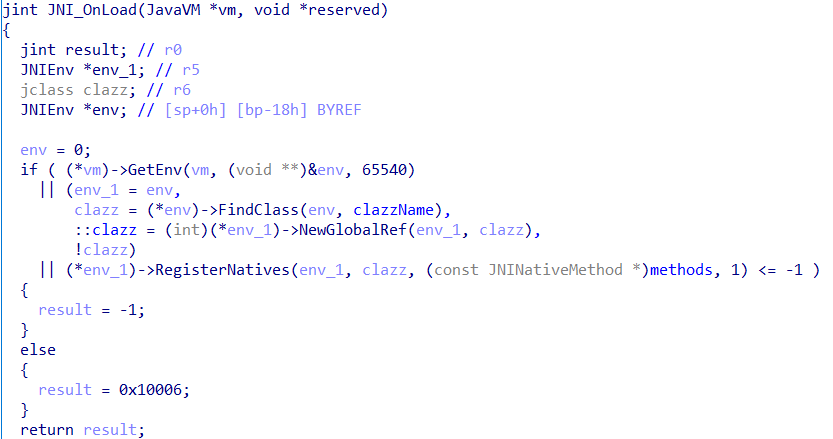 jint JNI_OnLoad(JavaVM *vm, void *reserved)
{
  jint result; // r0
  JNIEnv *env_1; // r5
  jclass clazz; // r6
  JNIEnv *env; // [sp+0h] [bp-18h] BYREF

  env = 0;
  if ( (*vm)->GetEnv(vm, (void **)&env, 65540)
    || (env_1 = env,
        clazz = (*env)->FindClass(env, clazzName),
        ::clazz = (int)(*env_1)->NewGlobalRef(env_1, clazz),
        !clazz)
    || (*env_1)->RegisterNatives(env_1, clazz, (const JNINativeMethod *)methods, 1) <= -1 )
  {
    result = -1;
  }
  else
  {
    result = 0x10006;
  }
  return result;